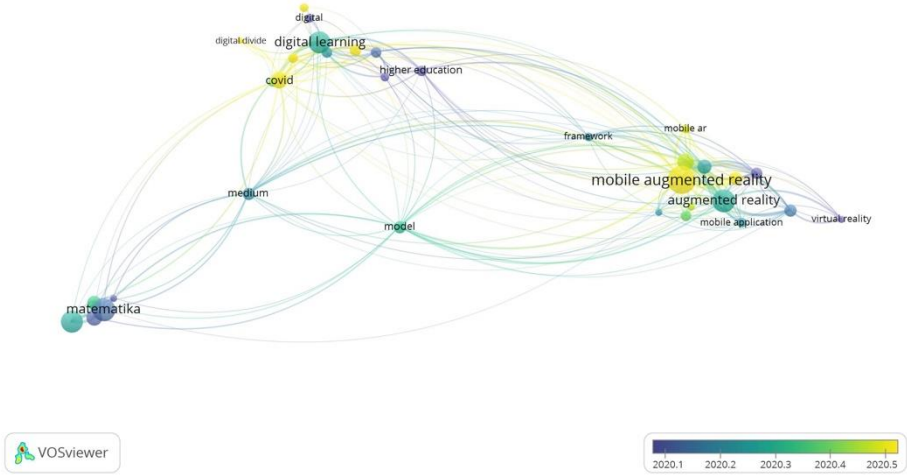 digital
digital divide
digital learning
higher education
covid
mobile ar
framework
mobile augmented reality
medium
augmented reality
virtual reality
mobile application
model
matematika
VOSviewer
2020.1 2020.2 2020.3 2020.4 2020.5